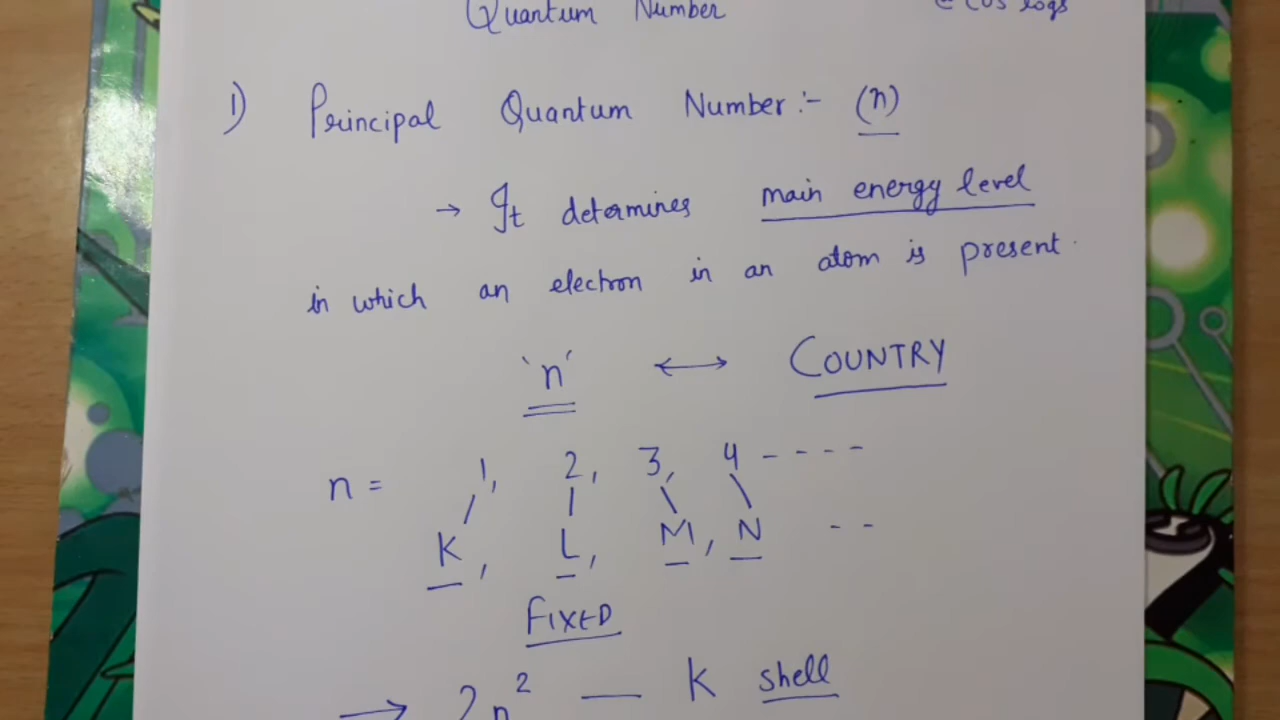 Quantum Number
1) Principal Quantum Number :- (n)
→ It determines main energy level
in which an electron in an atom is present.
'n' ↔ COUNTRY
n = 1, 2, 3, 4 - - - -
K, L, M, N - -
FIXED
→ 2n² — K shell